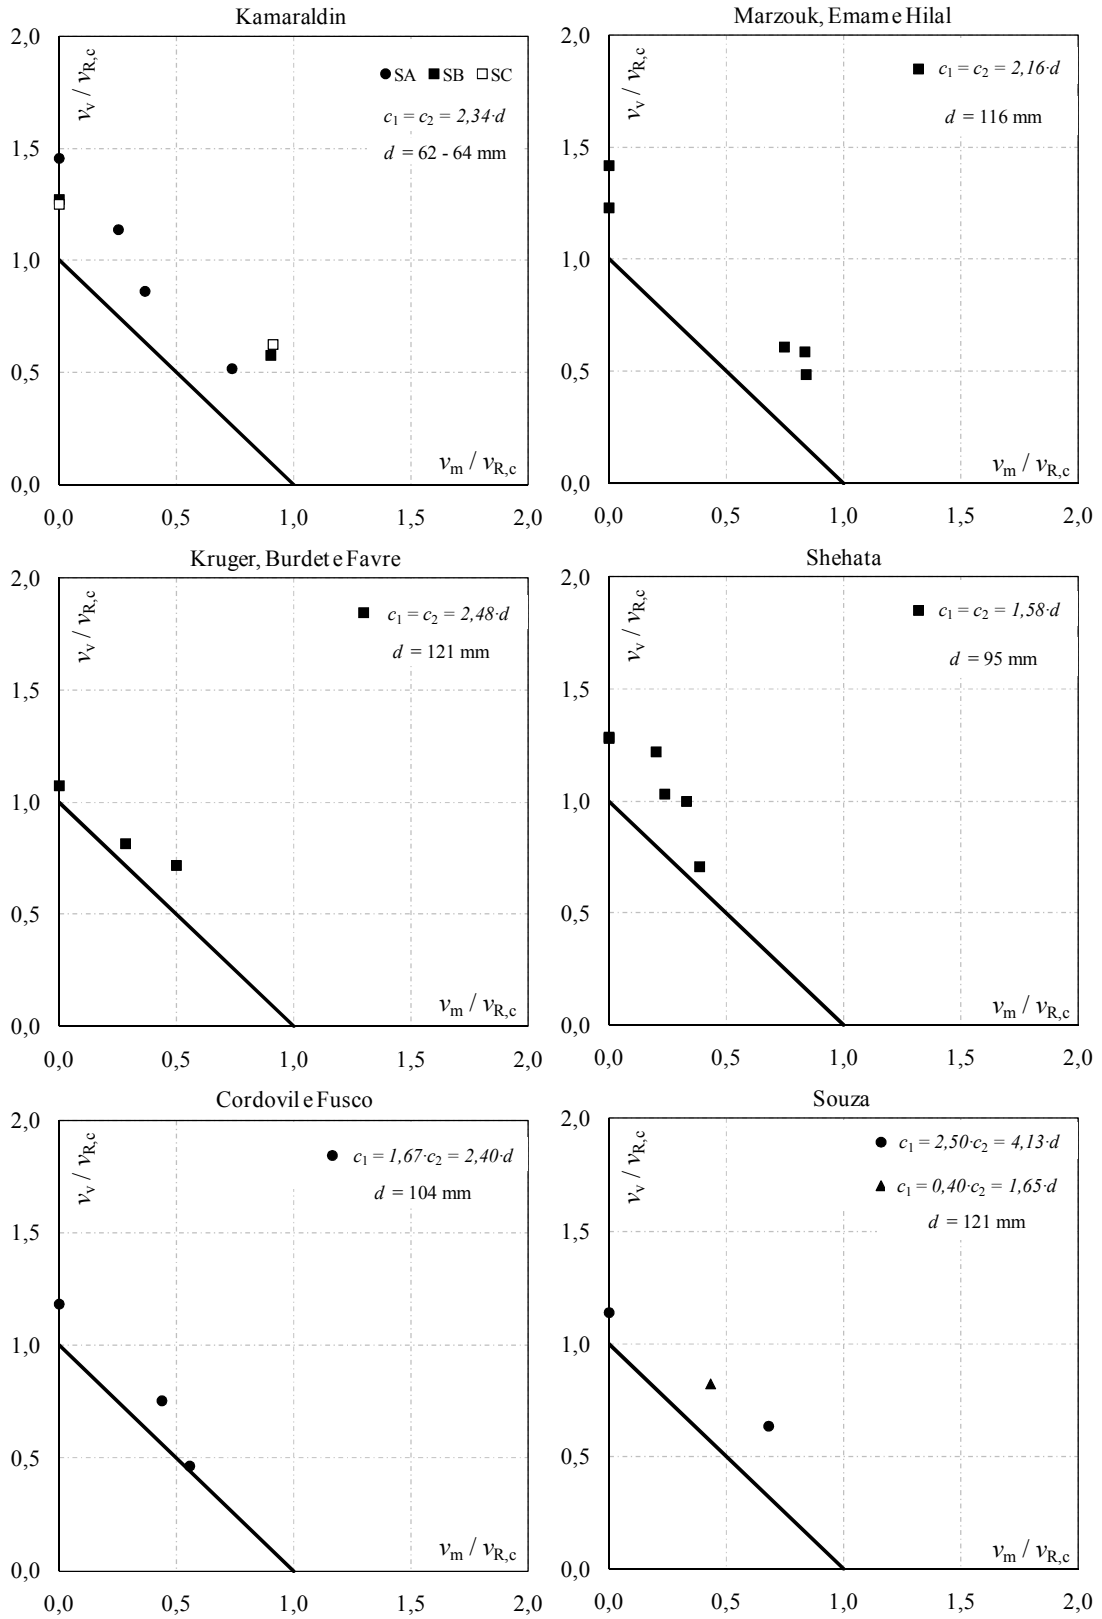 Kamaraldin
2,0
v_v / v_R,c
● SA ■ SB □ SC
c₁ = c₂ = 2,34·d
d = 62 - 64 mm
1,5
1,0
0,5
v_m / v_R,c
0,0
0,0 0,5 1,0 1,5 2,0
Marzouk, Emam e Hilal
2,0
v_v / v_R,c
■ c₁ = c₂ = 2,16·d
d = 116 mm
1,5
1,0
0,5
v_m / v_R,c
0,0
0,0 0,5 1,0 1,5 2,0
Kruger, Burdet e Favre
2,0
v_v / v_R,c
■ c₁ = c₂ = 2,48·d
d = 121 mm
1,5
1,0
0,5
v_m / v_R,c
0,0
0,0 0,5 1,0 1,5 2,0
Shehata
2,0
v_v / v_R,c
■ c₁ = c₂ = 1,58·d
d = 95 mm
1,5
1,0
0,5
v_m / v_R,c
0,0
0,0 0,5 1,0 1,5 2,0
Cordovil e Fusco
2,0
v_v / v_R,c
● c₁ = 1,67·c₂ = 2,40·d
d = 104 mm
1,5
1,0
0,5
v_m / v_R,c
0,0
0,0 0,5 1,0 1,5 2,0
Souza
2,0
v_v / v_R,c
● c₁ = 2,50·c₂ = 4,13·d
▲ c₁ = 0,40·c₂ = 1,65·d
d = 121 mm
1,5
1,0
0,5
v_m / v_R,c
0,0
0,0 0,5 1,0 1,5 2,0